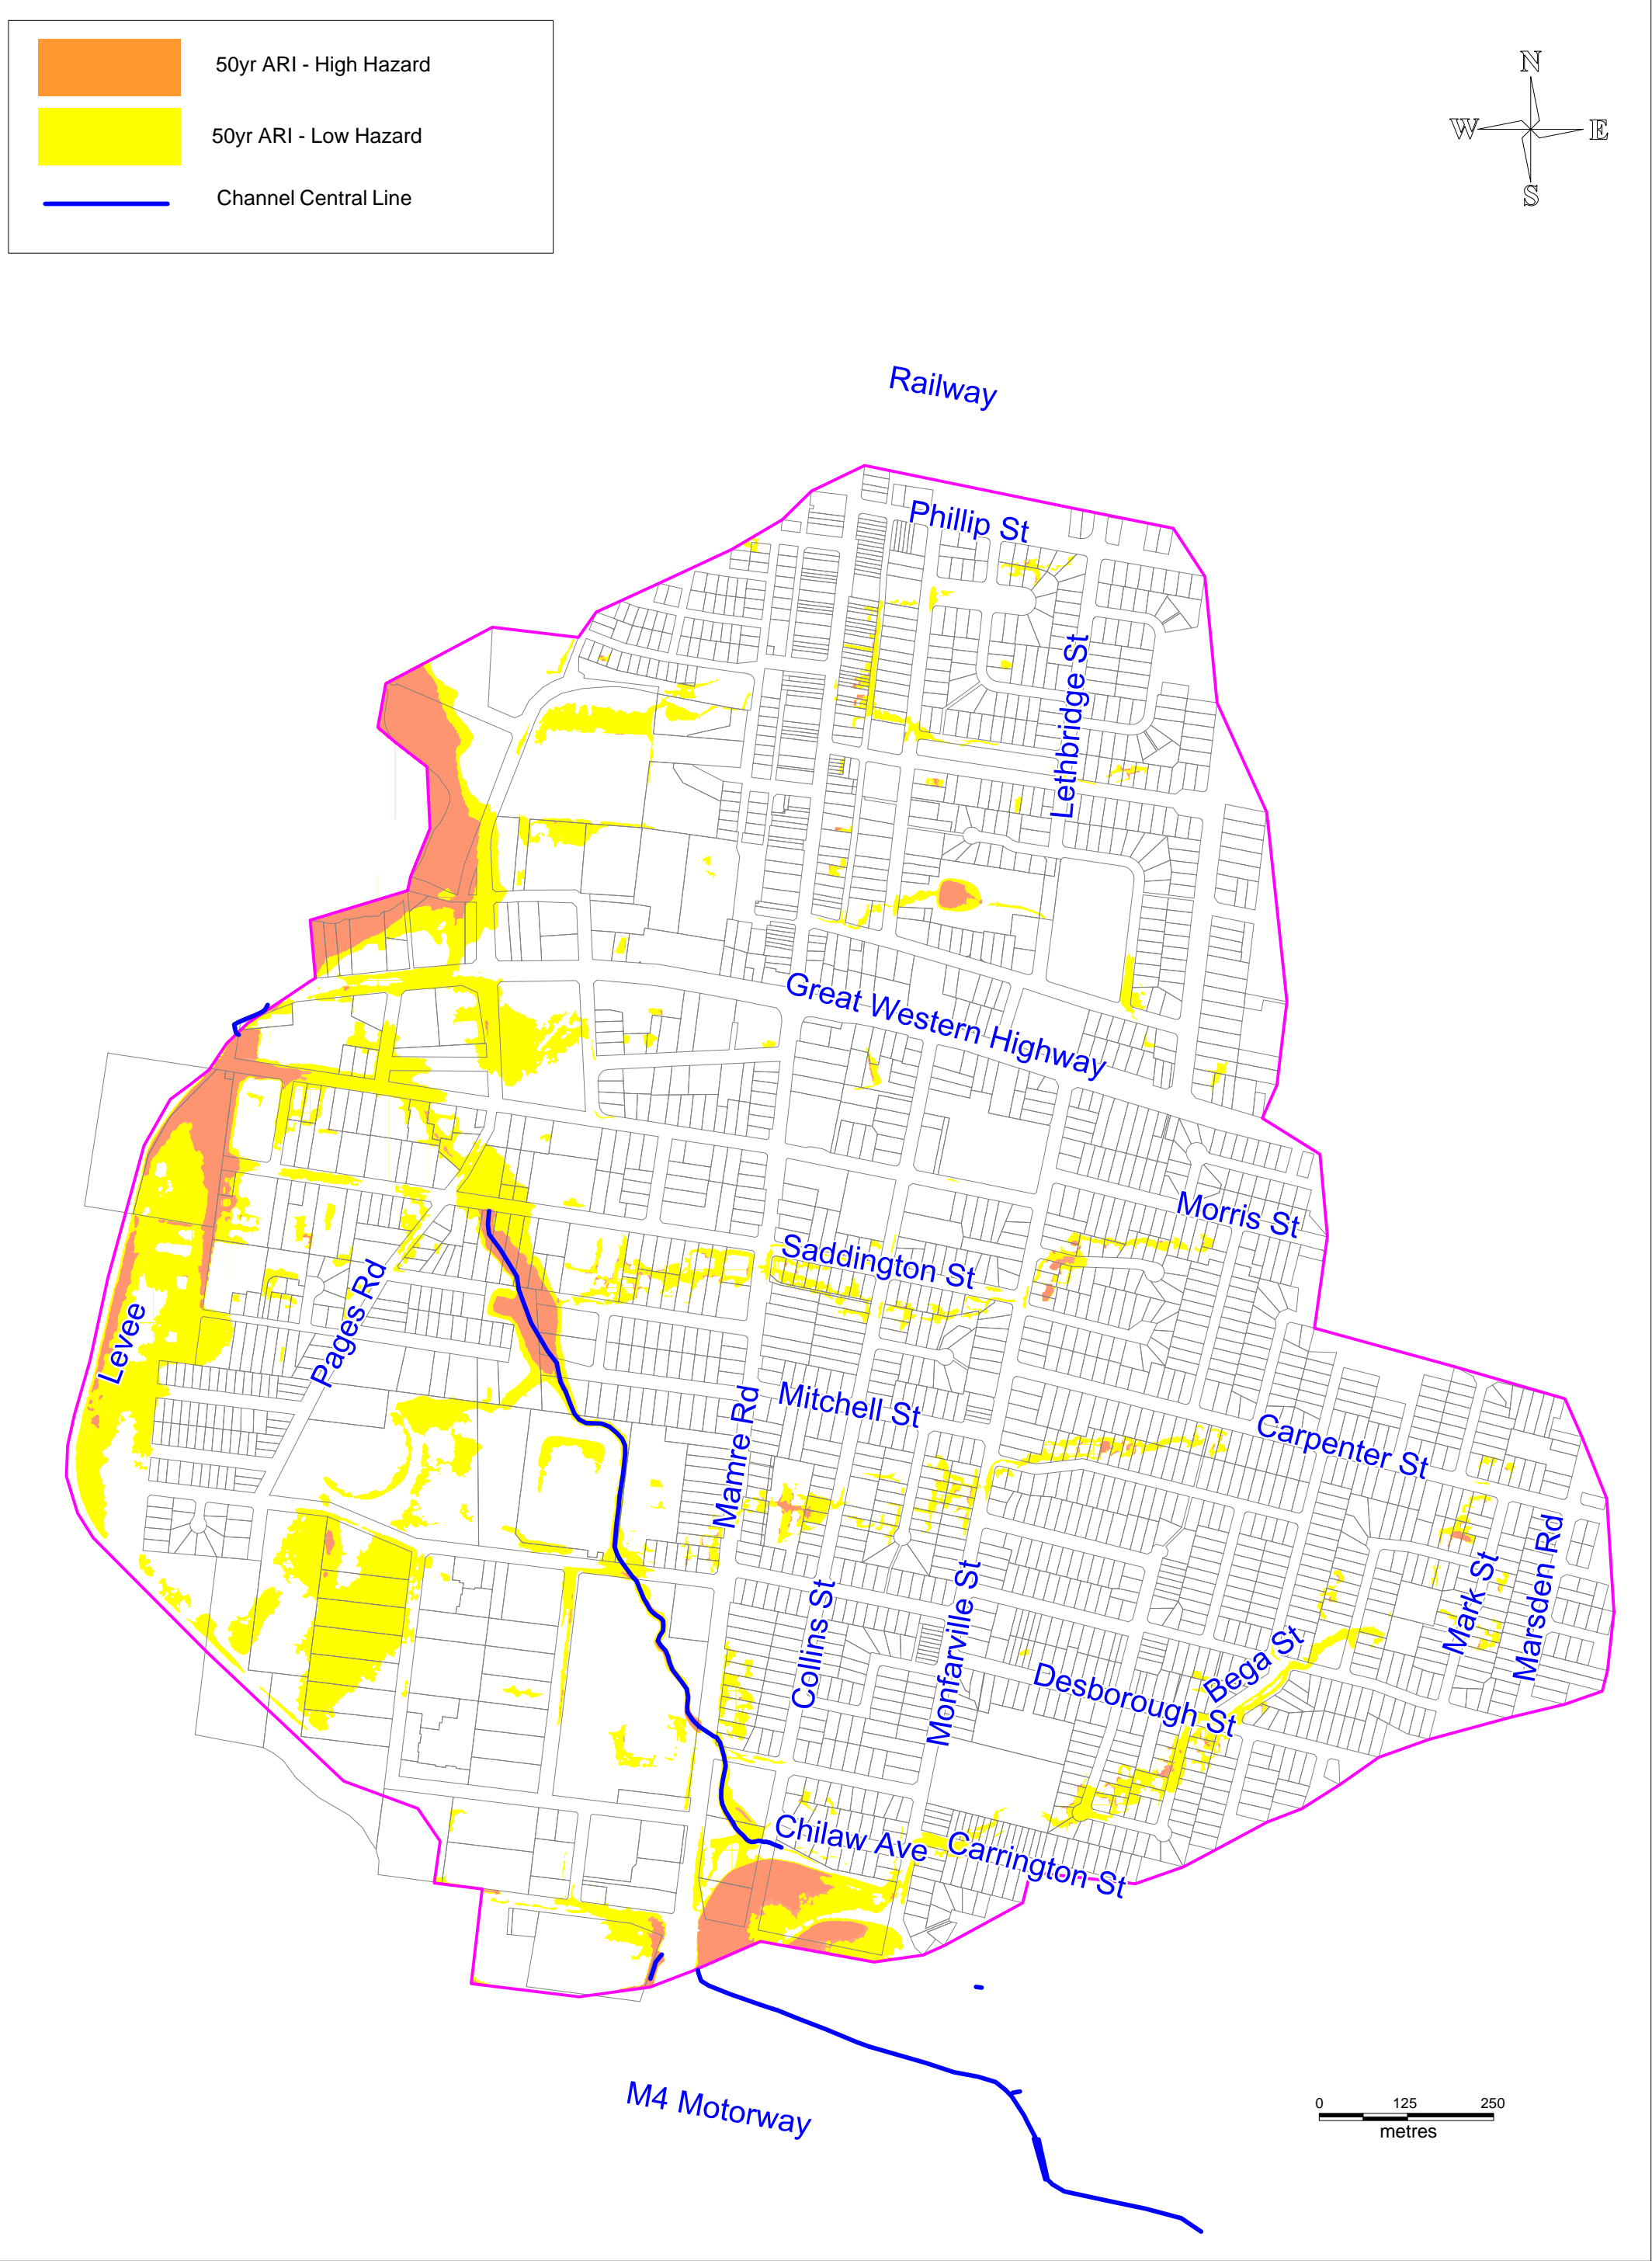 50yr ARI - High Hazard
50yr ARI - Low Hazard
Channel Central Line
N
W E
S
Railway
Phillip St
Lethbridge St
Great Western Highway
Morris St
Saddington St
Pages Rd
Levee
Mitchell St
Mamre Rd
Carpenter St
Collins St
Monfarville St
Mark St
Marsden Rd
Bega St
Desborough St
Chilaw Ave
Carrington St
M4 Motorway
0 125 250
metres